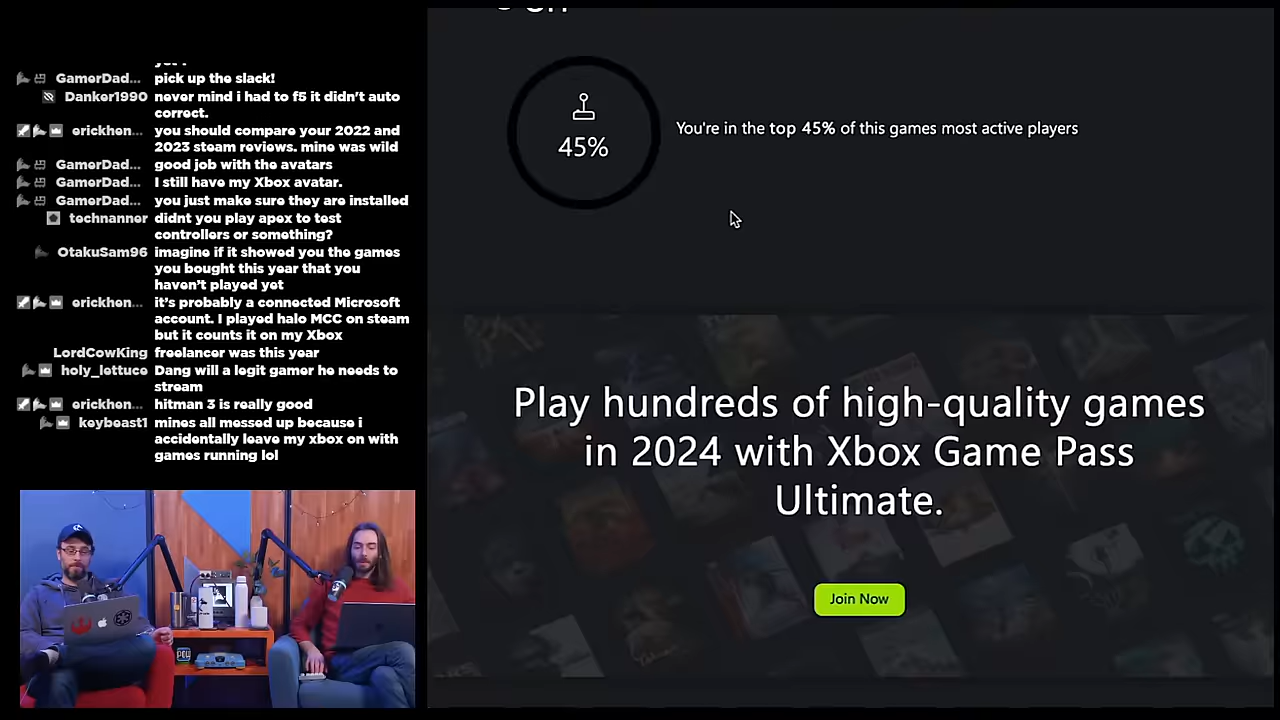 GamerDad... pick up the slack!
Danker1990 never mind i had to f5 it didn't auto
correct.
erickhen... you should compare your 2022 and
2023 steam reviews. mine was wild
GamerDad... good job with the avatars
GamerDad... I still have my Xbox avatar.
GamerDad... you just make sure they are installed
technanner didnt you play apex to test
controllers or something?
OtakuSam96 imagine if it showed you the games
you bought this year that you
haven't played yet
erickhen... it's probably a connected Microsoft
account. I played halo MCC on steam
but it counts it on my Xbox
LordCowKing freelancer was this year
holy_lettuce Dang will a legit gamer he needs to
stream
erickhen... hitman 3 is really good
keybeast1 mines all messed up because i
accidentally leave my xbox on with
games running lol
45%
You're in the top 45% of this games most active players
Play hundreds of high-quality games
in 2024 with Xbox Game Pass
Ultimate.
Join Now